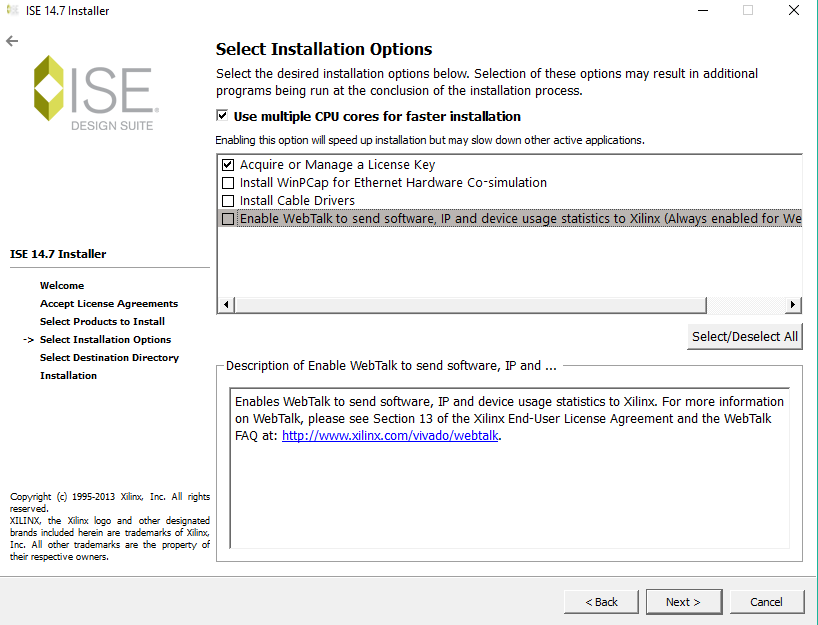 ISE 14.7 Installer
ISE.
DESIGN SUITE
ISE 14.7 Installer
Welcome
Accept License Agreements
Select Products to Install
-> Select Installation Options
Select Destination Directory
Installation
Copyright (c) 1995-2013 Xilinx, Inc. All rights
reserved.
XILINX, the Xilinx logo and other designated
brands included herein are trademarks of Xilinx,
Inc. All other trademarks are the property of
their respective owners.
Select Installation Options
Select the desired installation options below. Selection of these options may result in additional
programs being run at the conclusion of the installation process.
Use multiple CPU cores for faster installation
Enabling this option will speed up installation but may slow down other active applications.
Acquire or Manage a License Key
Install WinPCap for Ethernet Hardware Co-simulation
Install Cable Drivers
Enable WebTalk to send software, IP and device usage statistics to Xilinx (Always enabled for We
Select/Deselect All
Description of Enable WebTalk to send software, IP and ...
Enables WebTalk to send software, IP and device usage statistics to Xilinx. For more information
on WebTalk, please see Section 13 of the Xilinx End-User License Agreement and the WebTalk
FAQ at: http://www.xilinx.com/vivado/webtalk.
< Back
Next >
Cancel